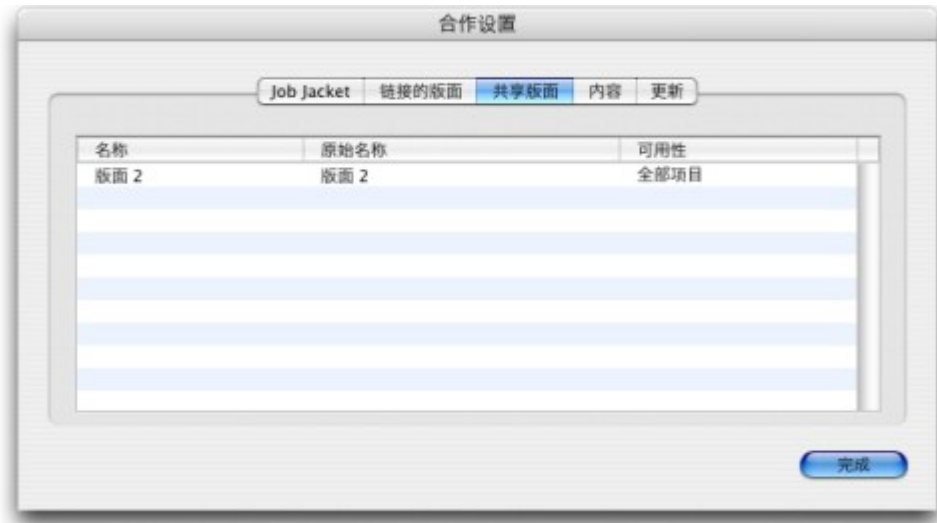 合作设置
Job Jacket 链接的版面 共享版面 内容 更新
名称 原始名称 可用性
版面 2 版面 2 全部项目
完成